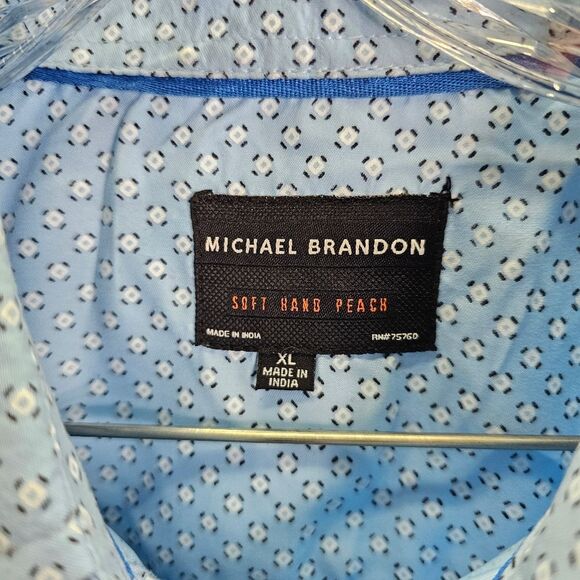 MICHAEL BRANDON
SOFT HAND PEACH
MADE IN INDIA RN#75760
XL
MADE IN
INDIA